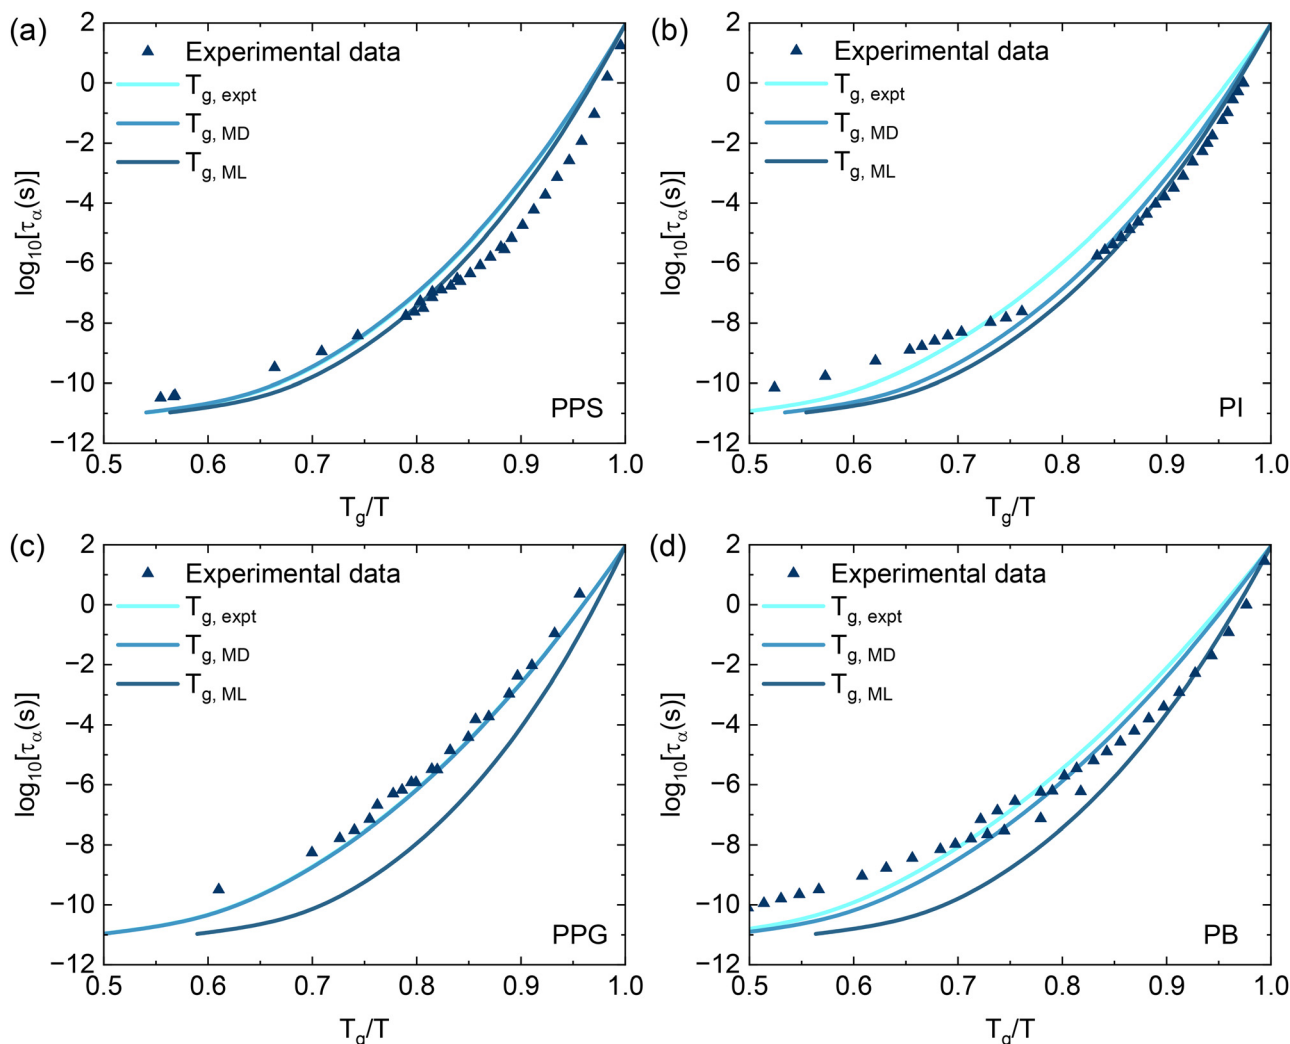 (a)
2
0
−2
−4
−6
−8
−10
−12
log10[τα(s)]
Experimental data
Tg, expt
Tg, MD
Tg, ML
PPS
0.5 0.6 0.7 0.8 0.9 1.0
Tg/T
(b)
2
0
−2
−4
−6
−8
−10
−12
log10[τα(s)]
Experimental data
Tg, expt
Tg, MD
Tg, ML
PI
0.5 0.6 0.7 0.8 0.9 1.0
Tg/T
(c)
2
0
−2
−4
−6
−8
−10
−12
log10[τα(s)]
Experimental data
Tg, expt
Tg, MD
Tg, ML
PPG
0.5 0.6 0.7 0.8 0.9 1.0
Tg/T
(d)
2
0
−2
−4
−6
−8
−10
−12
log10[τα(s)]
Experimental data
Tg, expt
Tg, MD
Tg, ML
PB
0.5 0.6 0.7 0.8 0.9 1.0
Tg/T